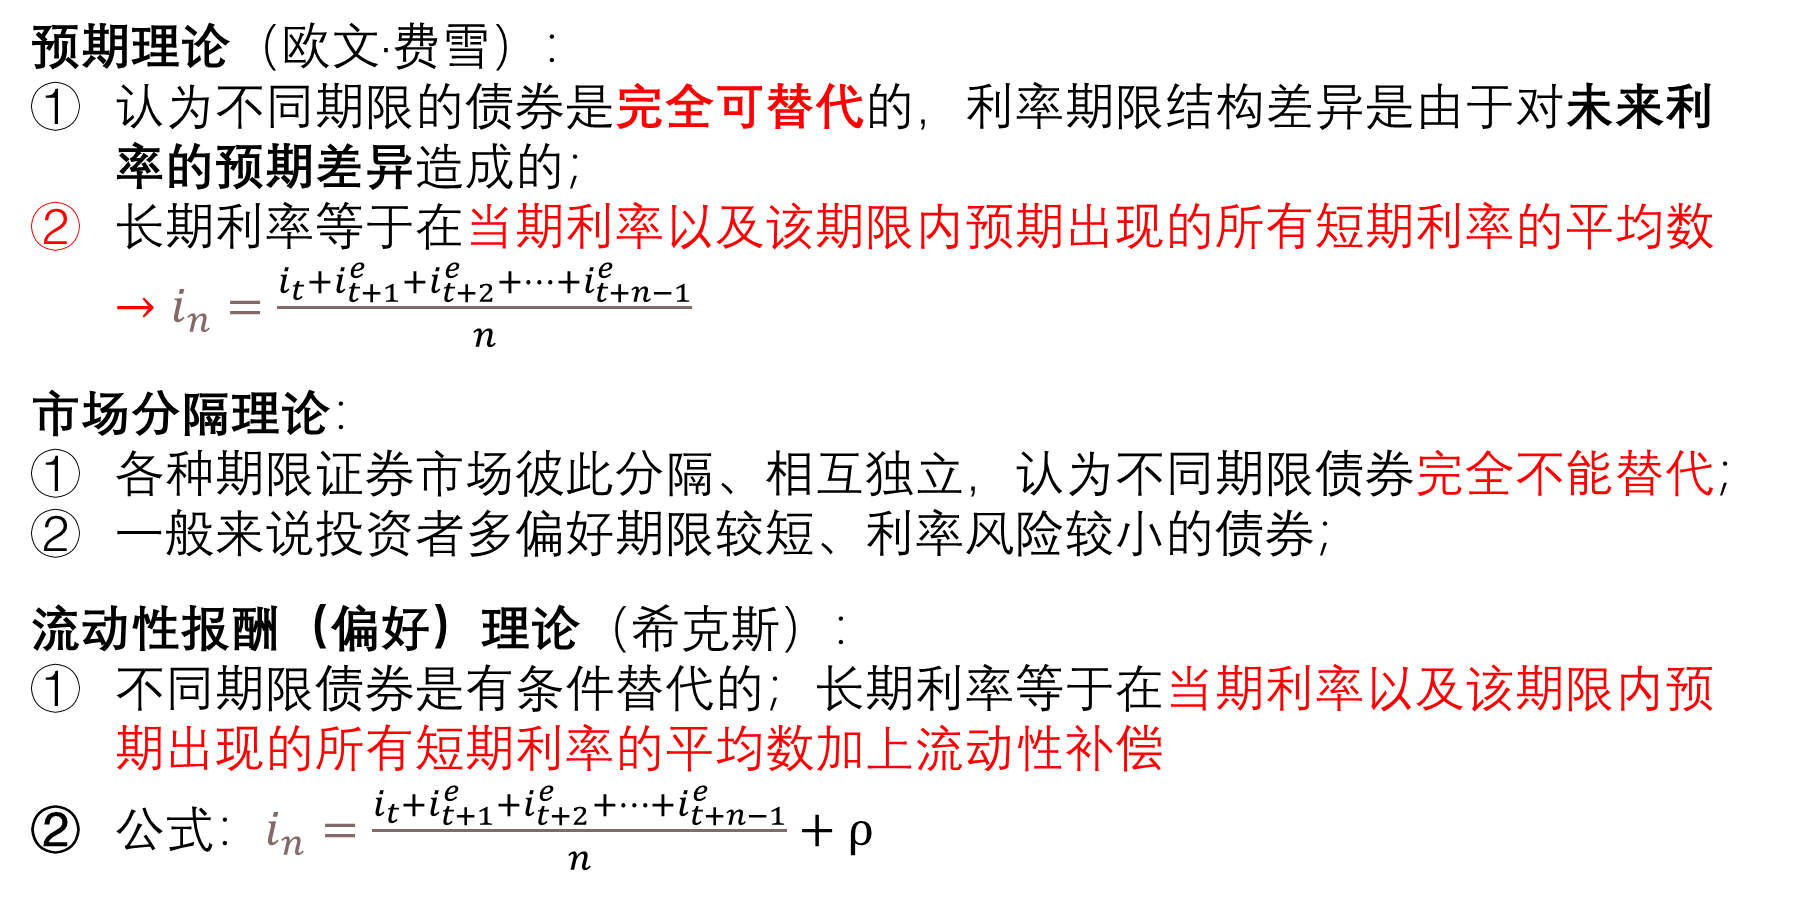 预期理论（欧文·费雪）：
① 认为不同期限的债券是完全可替代的，利率期限结构差异是由于对未来利
率的预期差异造成的；
② 长期利率等于在当期利率以及该期限内预期出现的所有短期利率的平均数
→ $i_n = \frac{i_t+i_{t+1}^e+i_{t+2}^e+\cdots+i_{t+n-1}^e}{n}$
市场分隔理论：
① 各种期限证券市场彼此分隔、相互独立，认为不同期限债券完全不能替代；
② 一般来说投资者多偏好期限较短、利率风险较小的债券；
流动性报酬（偏好）理论（希克斯）：
① 不同期限债券是有条件替代的；长期利率等于在当期利率以及该期限内预
期出现的所有短期利率的平均数加上流动性补偿
② 公式：$i_n = \frac{i_t+i_{t+1}^e+i_{t+2}^e+\cdots+i_{t+n-1}^e}{n} + ρ$